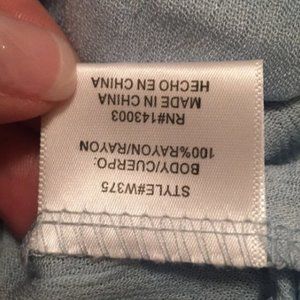 STYLE#W375
BODY/CUERPO:
100%RAYON/RAYON
RN#143003
MADE IN CHINA
HECHO EN CHINA